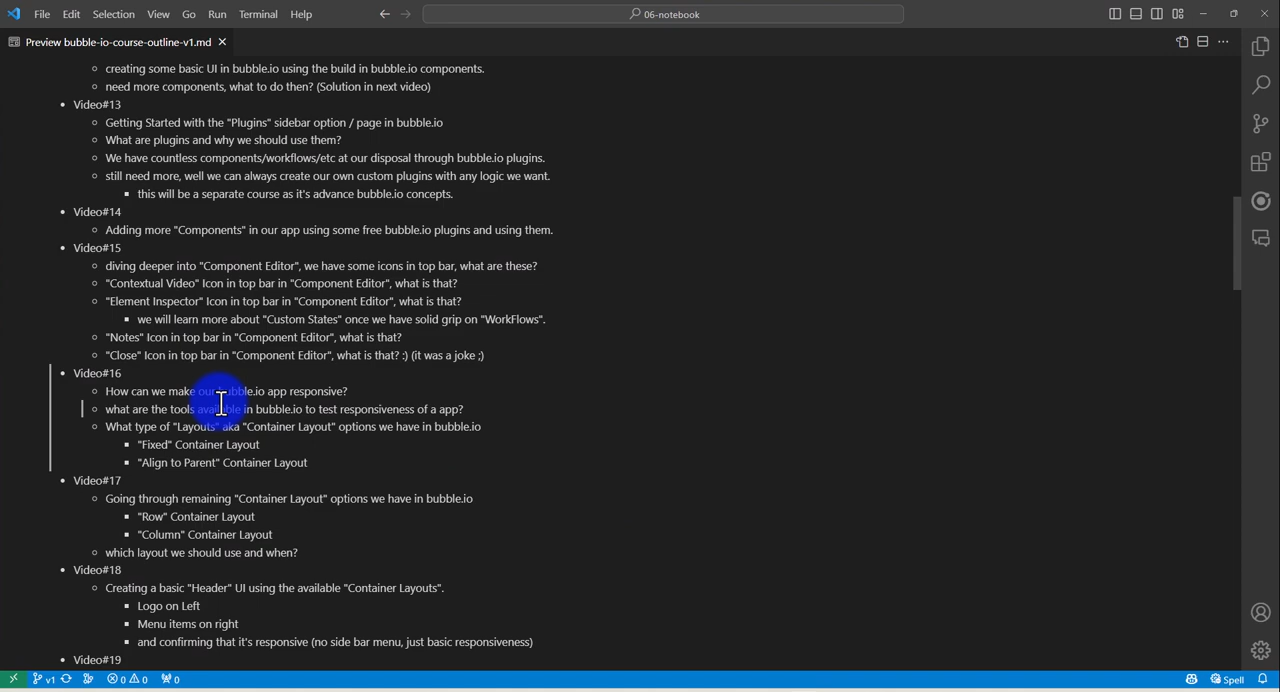 File Edit Selection View Go Run Terminal Help
06-notebook
Preview bubble-io-course-outline-v1.md
creating some basic UI in bubble.io using the build in bubble.io components.
need more components, what to do then? (Solution in next video)
Video#13
Getting Started with the "Plugins" sidebar option / page in bubble.io
What are plugins and why we should use them?
We have countless components/workflows/etc at our disposal through bubble.io plugins.
still need more, well we can always create our own custom plugins with any logic we want.
this will be a separate course as it's advance bubble.io concepts.
Video#14
Adding more "Components" in our app using some free bubble.io plugins and using them.
Video#15
diving deeper into "Component Editor", we have some icons in top bar, what are these?
"Contextual Video" Icon in top bar in "Component Editor", what is that?
"Element Inspector" Icon in top bar in "Component Editor", what is that?
we will learn more about "Custom States" once we have solid grip on "WorkFlows".
"Notes" Icon in top bar in "Component Editor", what is that?
"Close" Icon in top bar in "Component Editor", what is that? :) (it was a joke ;)
Video#16
How can we make our bubble.io app responsive?
what are the tools available in bubble.io to test responsiveness of a app?
What type of "Layouts" aka "Container Layout" options we have in bubble.io
"Fixed" Container Layout
"Align to Parent" Container Layout
Video#17
Going through remaining "Container Layout" options we have in bubble.io
"Row" Container Layout
"Column" Container Layout
which layout we should use and when?
Video#18
Creating a basic "Header" UI using the available "Container Layouts".
Logo on Left
Menu items on right
and confirming that it's responsive (no side bar menu, just basic responsiveness)
Video#19
v1 0 0 0 Spell